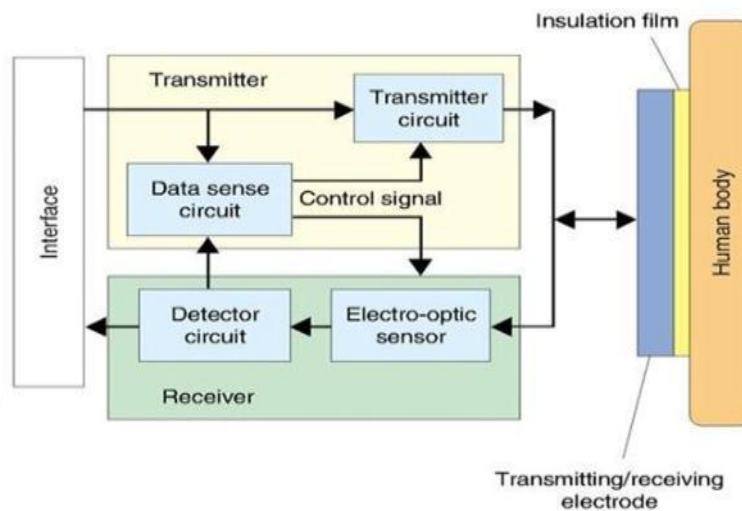 Insulation film
Transmitter
Transmitter
circuit
Data sense
circuit
Control signal
Interface
Human body
Detector
circuit
Electro-optic
sensor
Receiver
Transmitting/receiving
electrode